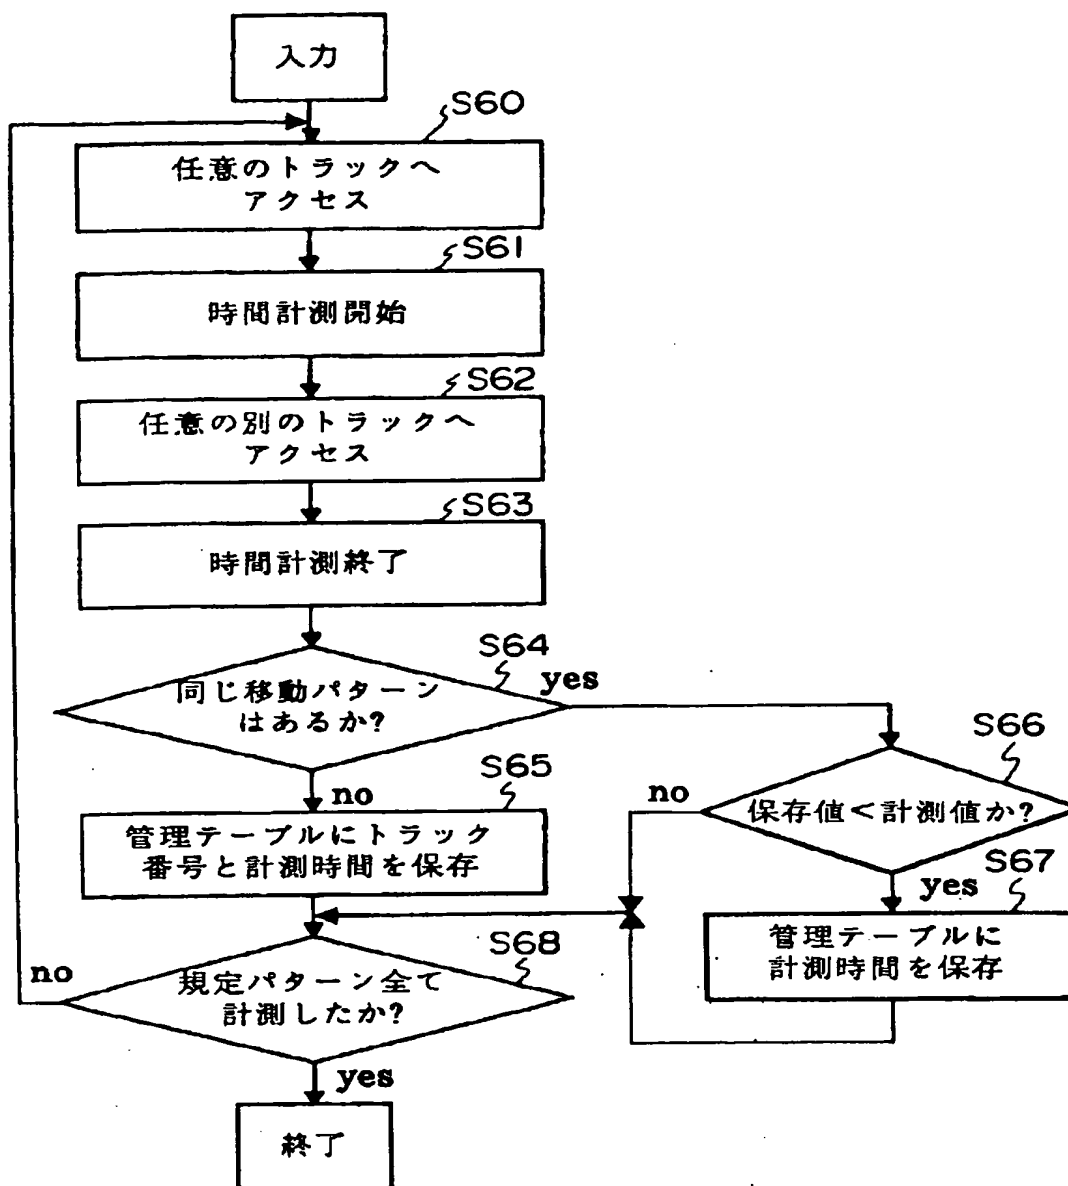 入力
S60
任意のトラックへ
アクセス
S61
時間計測開始
S62
任意の別のトラックへ
アクセス
S63
時間計測終了
S64
同じ移動パターン
はあるか?
yes
no
S65
管理テーブルにトラック
番号と計測時間を保存
S66
保存値<計測値か?
no
yes
S67
管理テーブルに
計測時間を保存
S68
規定パターン全て
計測したか?
no
yes
終了